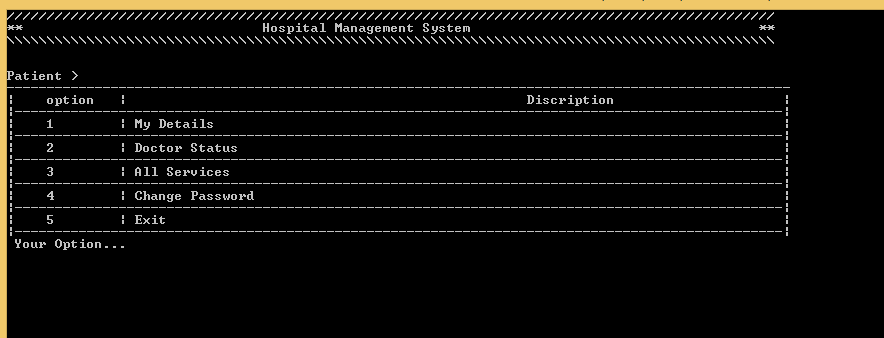 ** Hospital Management System **
Patient >
option ¦ Discription ¦
1 ¦ My Details
2 ¦ Doctor Status
3 ¦ All Services
4 ¦ Change Password
5 ¦ Exit
Your Option...